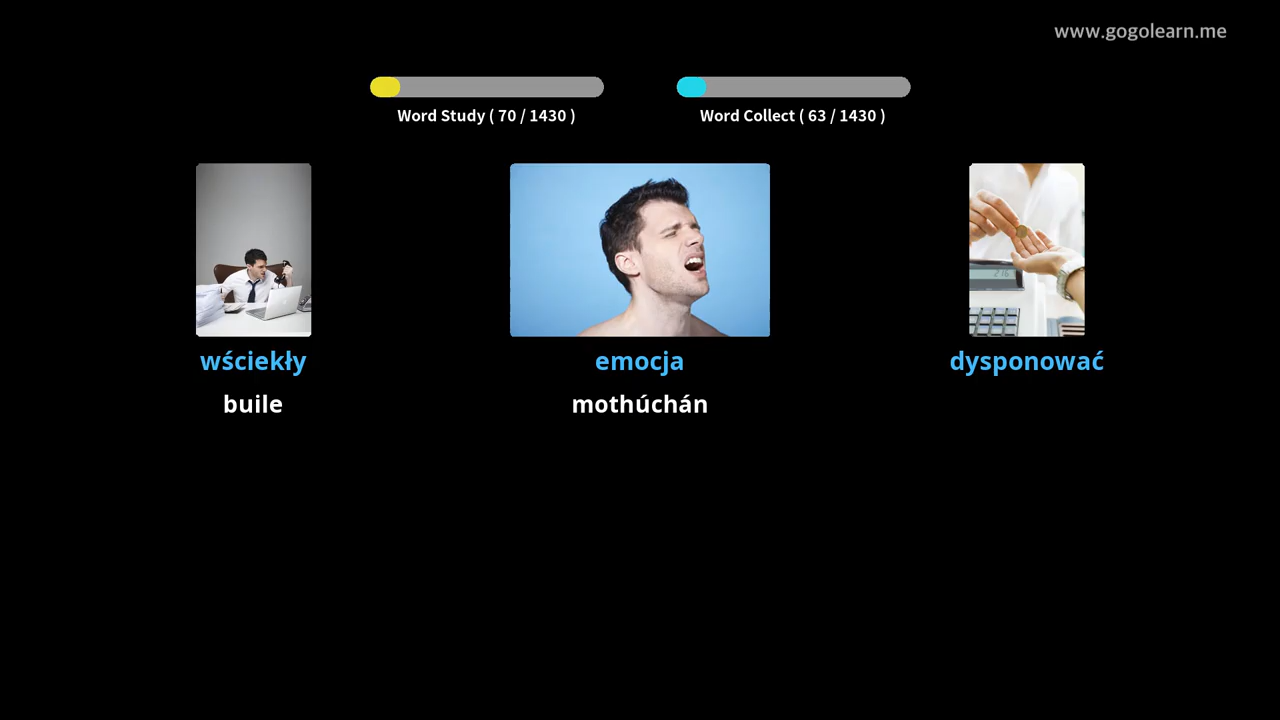 www.gogolearn.me
Word Study ( 70 / 1430 )
Word Collect ( 63 / 1430 )
wściekły
emocja
dysponować
buile
mothúchán